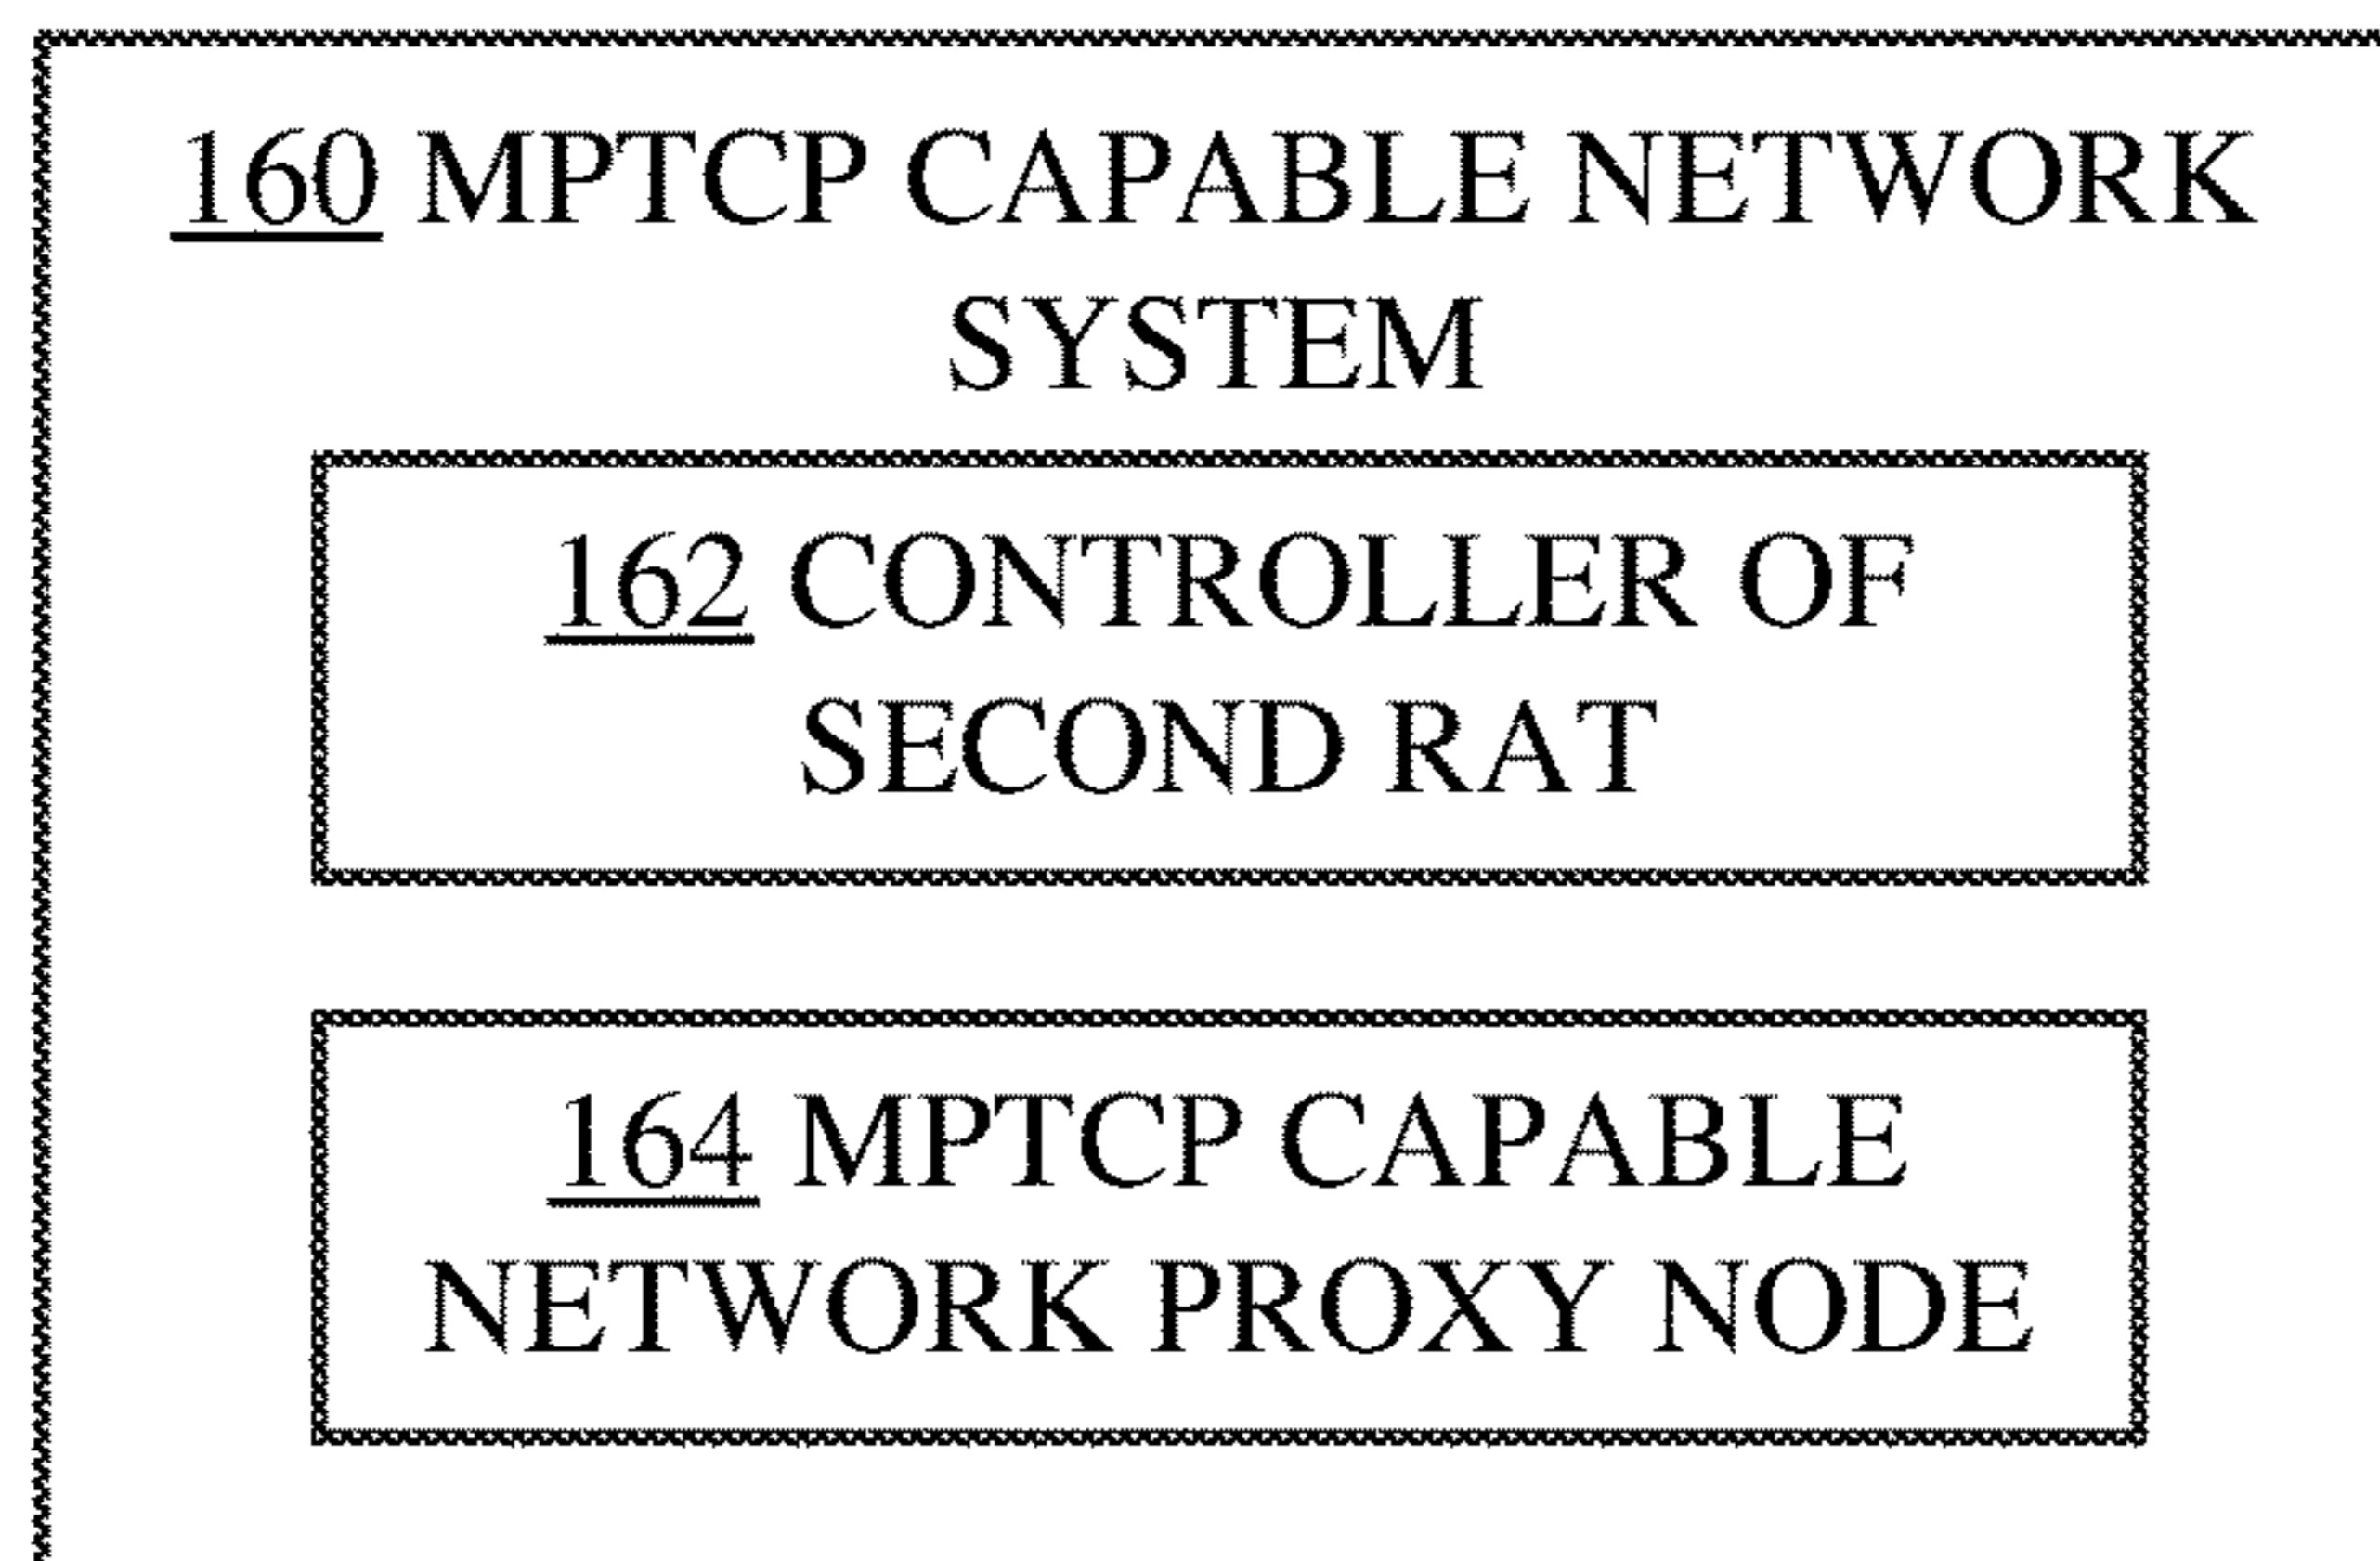 160 MPTCP CAPABLE NETWORK
SYSTEM
162 CONTROLLER OF
SECOND RAT
164 MPTCP CAPABLE
NETWORK PROXY NODE